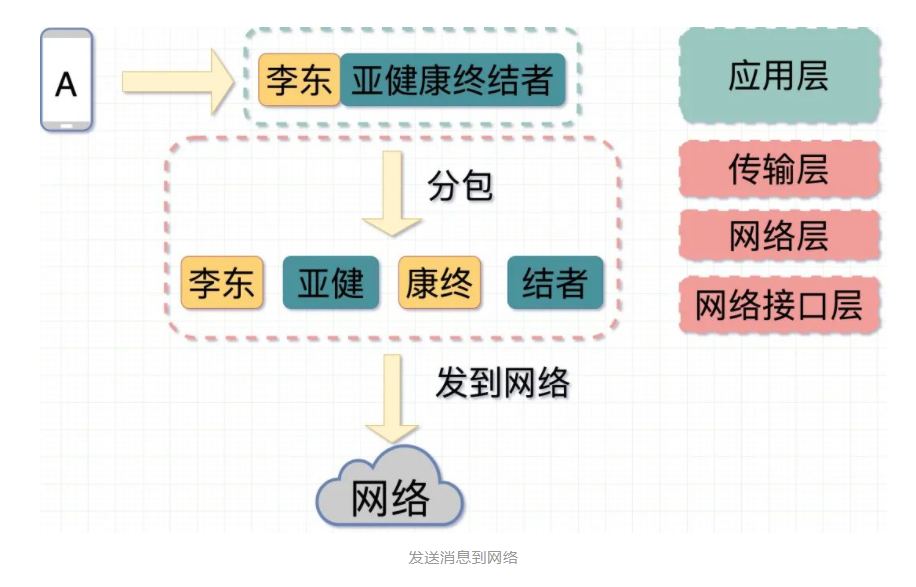 A
李东 亚健康终结者
应用层
传输层
分包
网络层
李东 亚健 康终 结者
网络接口层
发到网络
网络
发送消息到网络